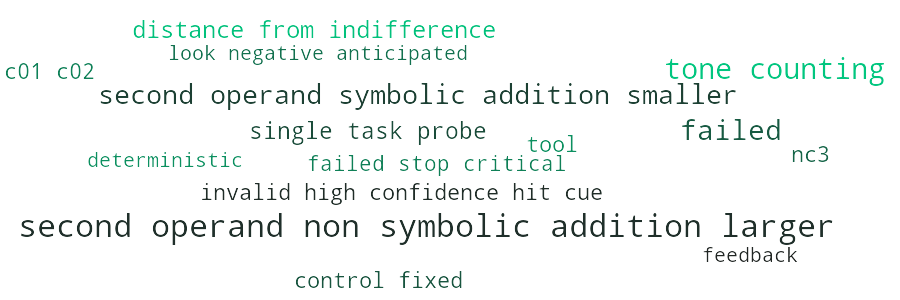 distance from indifference
look negative anticipated
c01 c02
tone counting
second operand symbolic addition smaller
single task probe
failed
tool
nc3
deterministic
failed stop critical
invalid high confidence hit cue
second operand non symbolic addition larger
feedback
control fixed